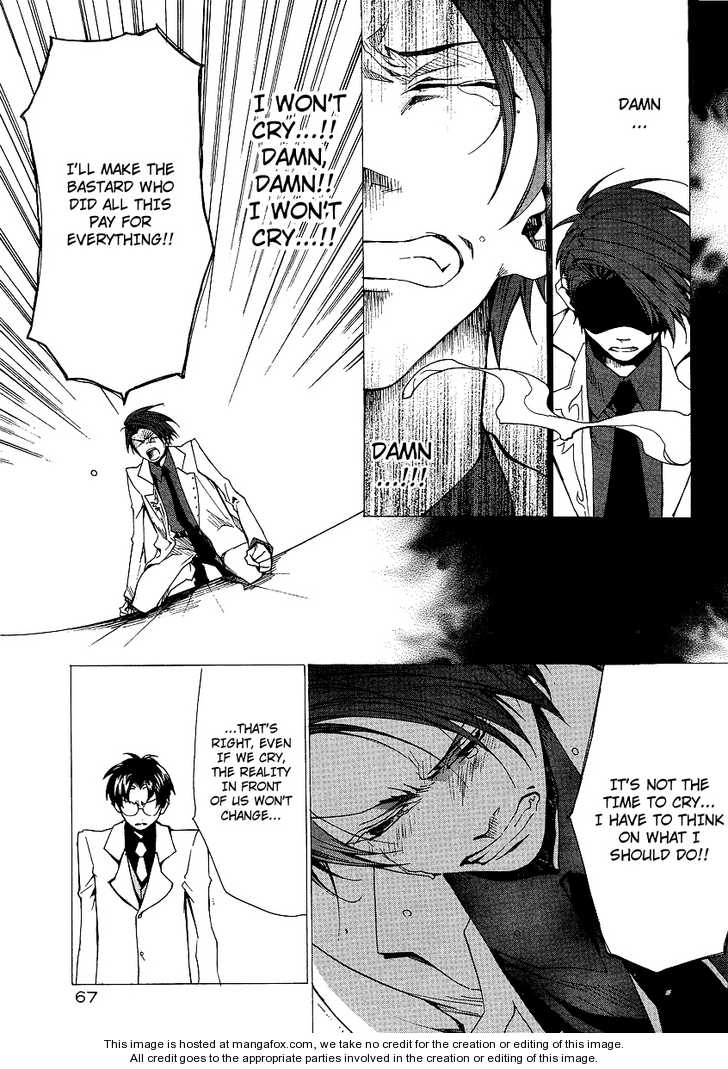 DAMN
...
DAMN
...!!!
I WON'T
CRY...!!
DAMN,
DAMN!!
I WON'T
CRY...!!
I'LL MAKE THE
BASTARD WHO
DID ALL THIS
PAY FOR
EVERYTHING!!
IT'S NOT THE
TIME TO CRY...
I HAVE TO THINK
ON WHAT I
SHOULD DO!!
...THAT'S
RIGHT, EVEN
IF WE CRY,
THE REALITY
IN FRONT
OF US WON'T
CHANGE...
67
This image is hosted at mangafox.com, we take no credit for the creation or editing of this image.
All credit goes to the appropriate parties involved in the creation or editing of this image.